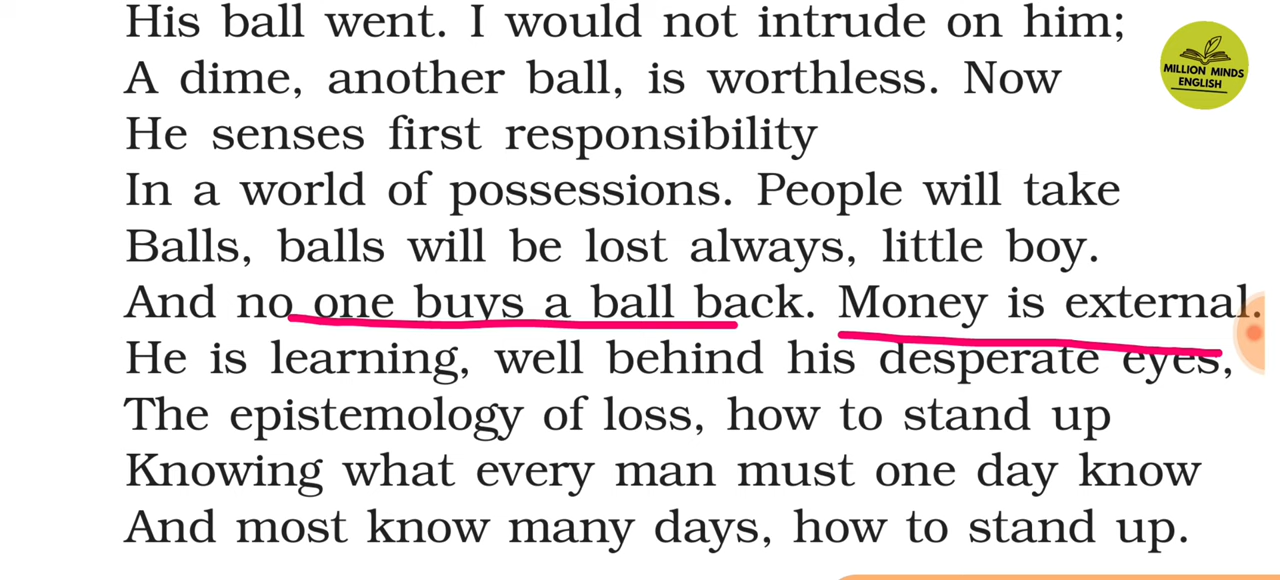 His ball went. I would not intrude on him;
A dime, another ball, is worthless. Now
He senses first responsibility
In a world of possessions. People will take
Balls, balls will be lost always, little boy.
And no one buys a ball back. Money is external.
He is learning, well behind his desperate eyes,
The epistemology of loss, how to stand up
Knowing what every man must one day know
And most know many days, how to stand up.
MILLION MINDS
ENGLISH